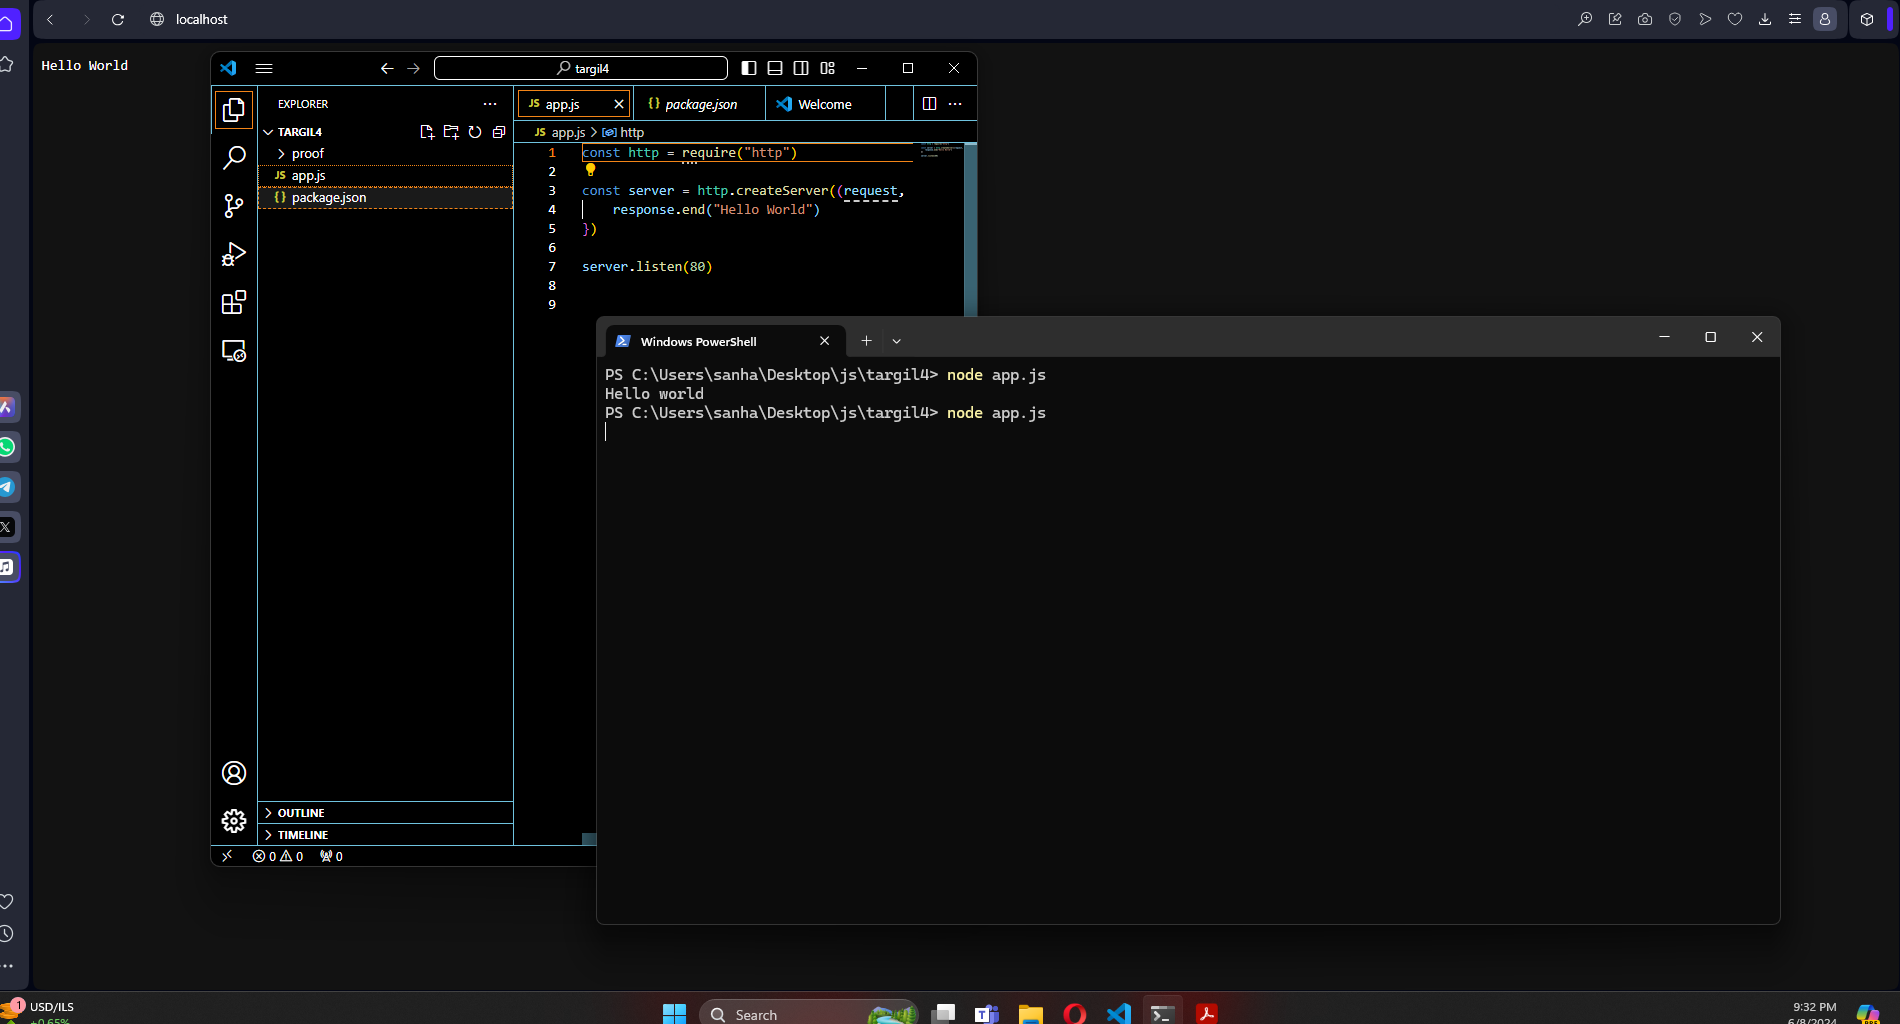 localhost
Hello World
targil4
EXPLORER
TARGIL4
proof
JS app.js
{} package.json
OUTLINE
TIMELINE
0 0 0
JS app.js
{} package.json
Welcome
JS app.js > http
1 const http = require("http")
2
3 const server = http.createServer((request,
4 response.end("Hello World")
5 })
6
7 server.listen(80)
8
9
Windows PowerShell
PS C:\Users\sanha\Desktop\js\targil4> node app.js
Hello world
PS C:\Users\sanha\Desktop\js\targil4> node app.js
1
USD/ILS
+0.65%
Search
9:32 PM
6/8/2024